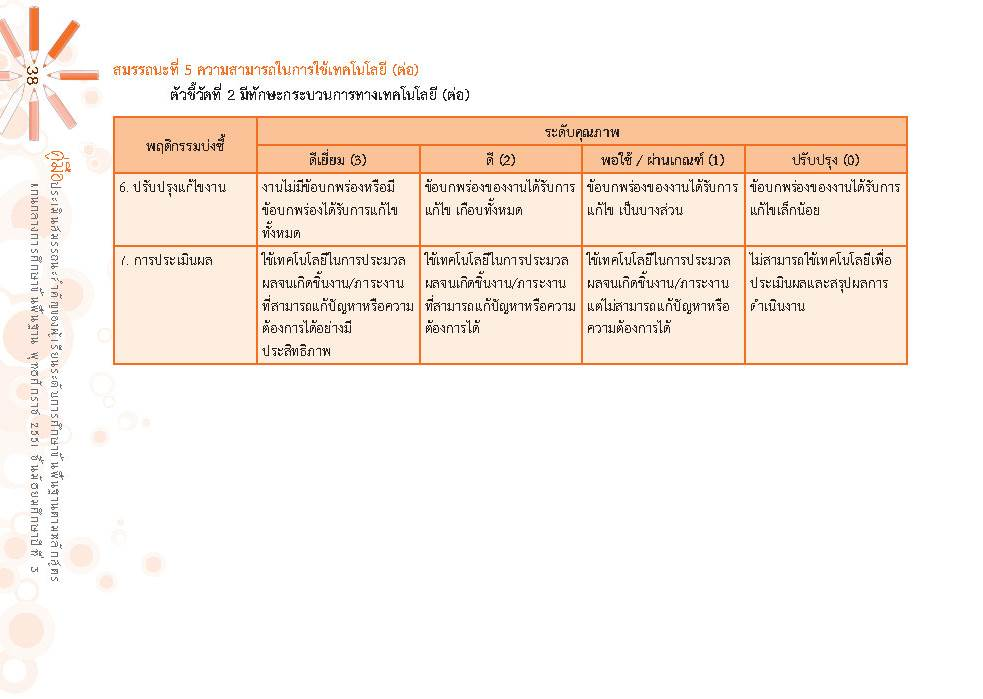 38
คู่มือประเมินสมรรถนะสำคัญของผู้เรียนระดับการศึกษาขั้นพื้นฐานตามหลักสูตร
แกนกลางการศึกษาขั้นพื้นฐาน พุทธศักราช 2551 ชั้นมัธยมศึกษาปีที่ 5
สมรรถนะที่ 5 ความสามารถในการใช้เทคโนโลยี (ต่อ)
ตัวชี้วัดที่ 2 มีทักษะกระบวนการทางเทคโนโลยี (ต่อ)
พฤติกรรมบ่งชี้
ระดับคุณภาพ
ดีเยี่ยม (3)
ดี (2)
พอใช้ / ผ่านเกณฑ์ (1)
ปรับปรุง (0)
6. ปรับปรุงแก้ไขงาน
งานไม่มีข้อบกพร่องหรือมี
ข้อบกพร่องได้รับการแก้ไข
ทั้งหมด
ข้อบกพร่องของงานได้รับการ
แก้ไข เกือบทั้งหมด
ข้อบกพร่องของงานได้รับการ
แก้ไข เป็นบางส่วน
ข้อบกพร่องของงานได้รับการ
แก้ไขเล็กน้อย
7. การประเมินผล
ใช้เทคโนโลยีในการประมวล
ผลจนเกิดชิ้นงาน/ภาระงาน
ที่สามารถแก้ปัญหาหรือความ
ต้องการได้อย่างมี
ประสิทธิภาพ
ใช้เทคโนโลยีในการประมวล
ผลจนเกิดชิ้นงาน/ภาระงาน
ที่สามารถแก้ปัญหาหรือความ
ต้องการได้
ใช้เทคโนโลยีในการประมวล
ผลจนเกิดชิ้นงาน/ภาระงาน
แต่ไม่สามารถแก้ปัญหาหรือ
ความต้องการได้
ไม่สามารถใช้เทคโนโลยีเพื่อ
ประเมินผลและสรุปผลการ
ดำเนินงาน